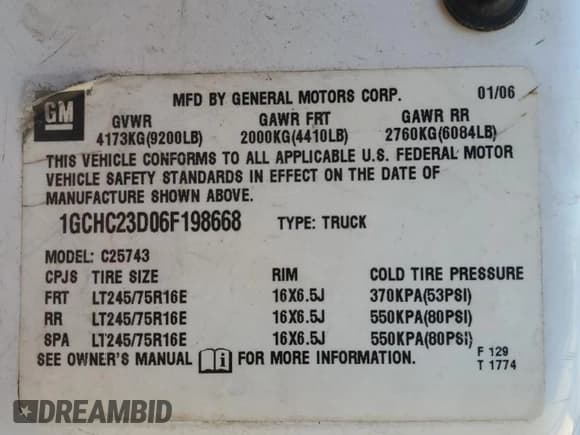 GM
MFD BY GENERAL MOTORS CORP. 01/06
GVWR GAWR FRT GAWR RR
4173KG(9200LB) 2000KG(4410LB) 2760KG(6084LB)
THIS VEHICLE CONFORMS TO ALL APPLICABLE U.S. FEDERAL MOTOR
VEHICLE SAFETY STANDARDS IN EFFECT ON THE DATE OF
MANUFACTURE SHOWN ABOVE.
1GCHC23D06F198668 TYPE: TRUCK
MODEL: C25743
CPJS TIRE SIZE RIM COLD TIRE PRESSURE
FRT LT245/75R16E 16X6.5J 370KPA(53PSI)
RR LT245/75R16E 16X6.5J 550KPA(80PSI)
SPA LT245/75R16E 16X6.5J 550KPA(80PSI)
SEE OWNER'S MANUAL i FOR MORE INFORMATION. F 129
T 1774
DREAMBID